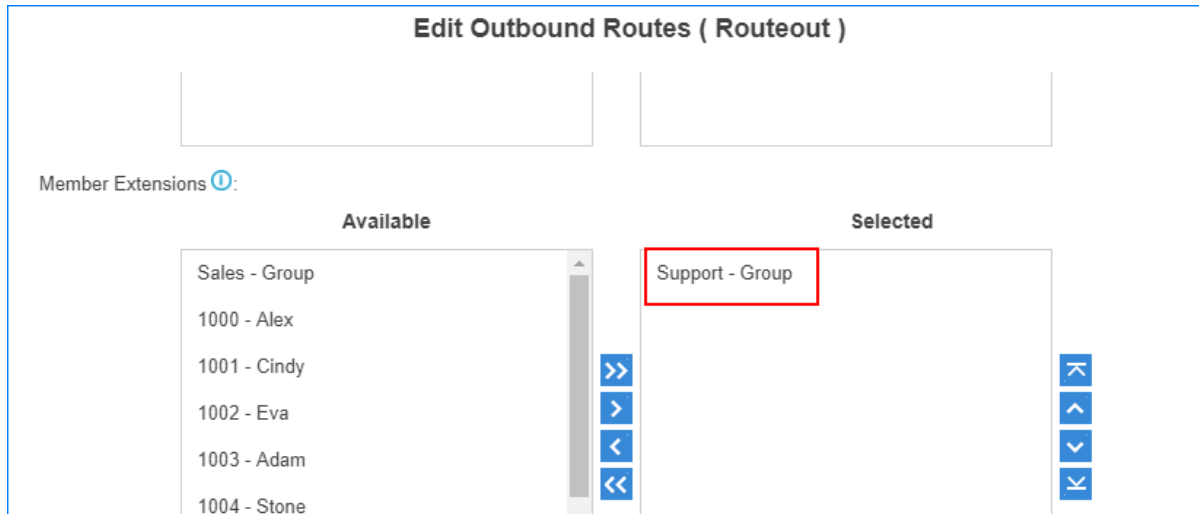 Edit Outbound Routes ( Routeout )
Member Extensions :
Available
Selected
Sales - Group
Support - Group
1000 - Alex
1001 - Cindy
1002 - Eva
1003 - Adam
1004 - Stone